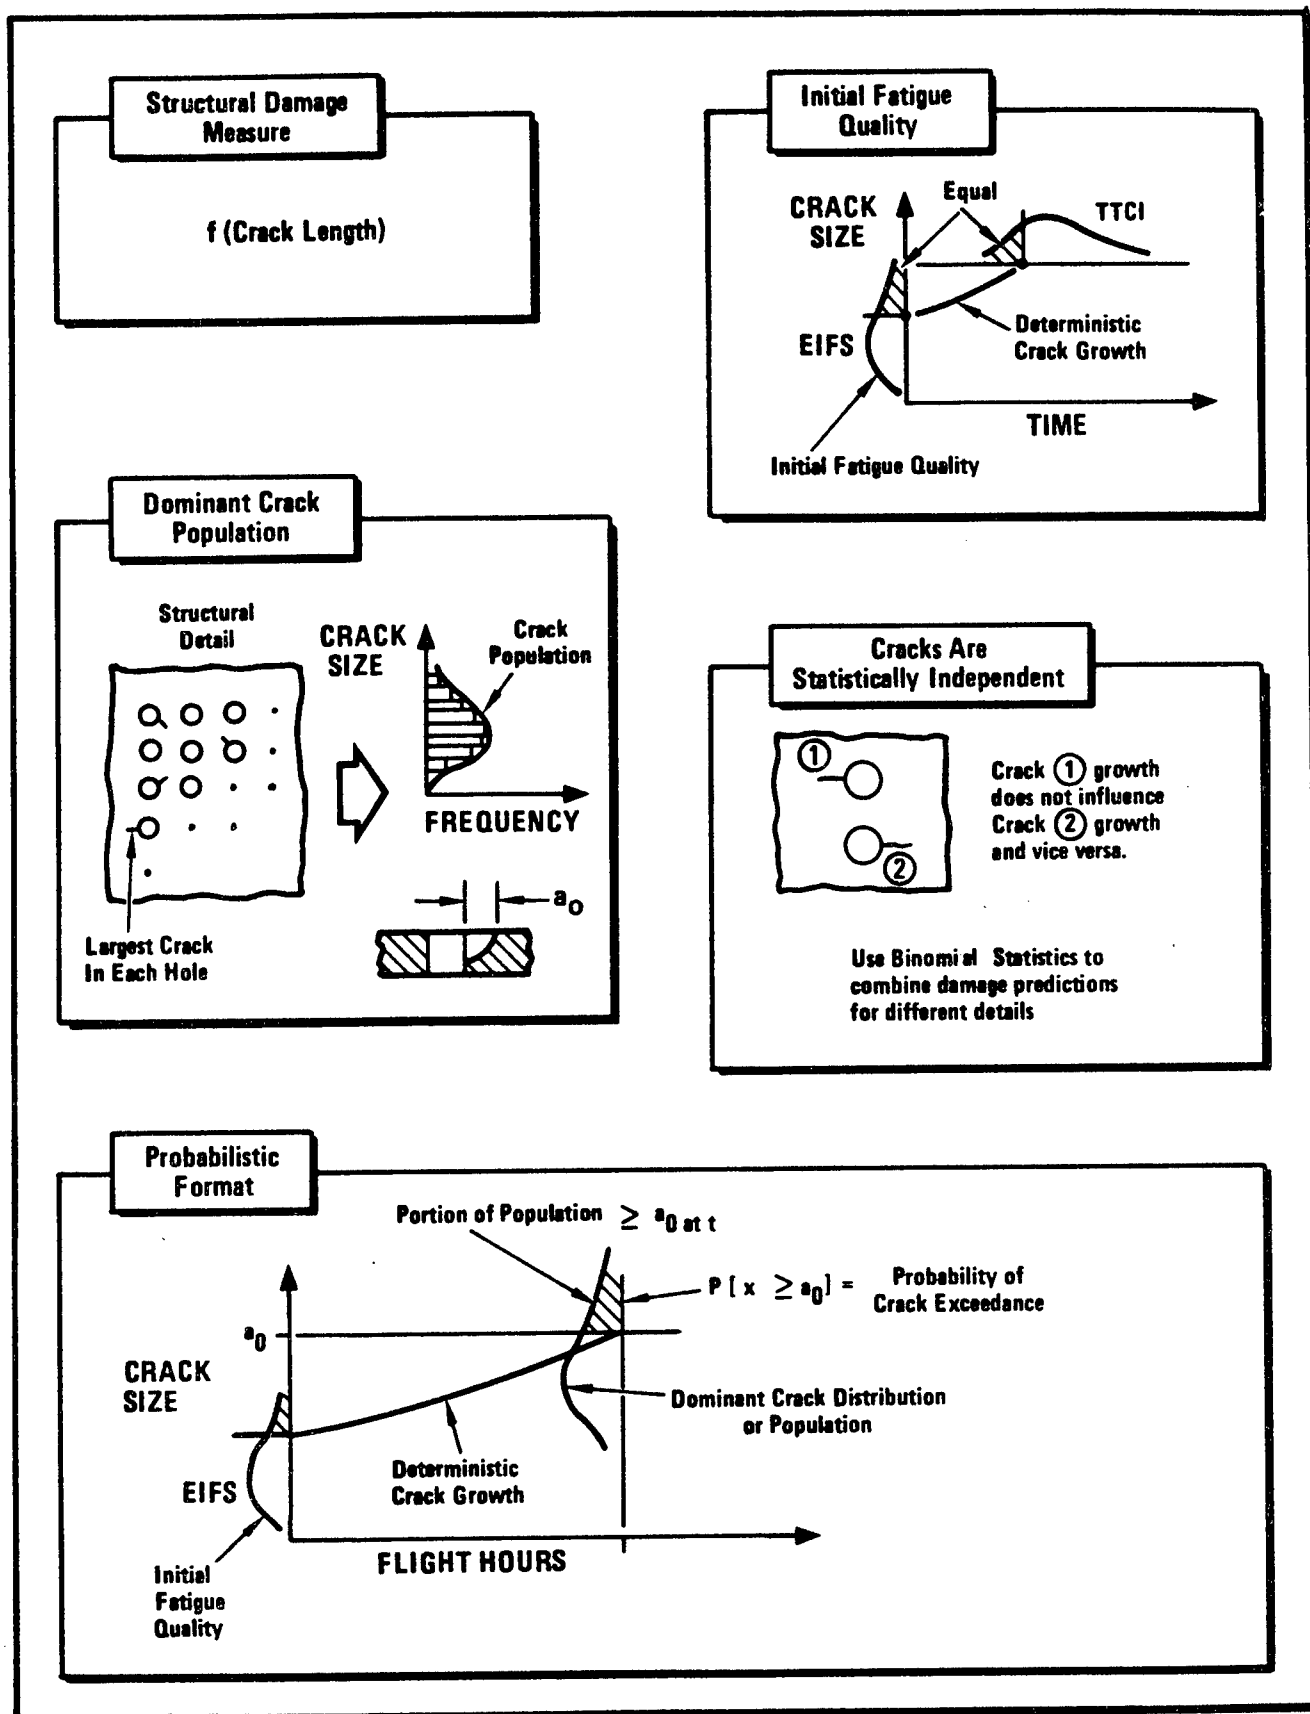 Structural Damage
Measure
f (Crack Length)
Initial Fatigue
Quality
CRACK
SIZE
Equal
TTCI
EIFS
Deterministic
Crack Growth
TIME
Initial Fatigue Quality
Dominant Crack
Population
Structural
Detail
CRACK
SIZE
Crack
Population
FREQUENCY
a0
Largest Crack
In Each Hole
Cracks Are
Statistically Independent
1
2
Crack 1 growth
does not influence
Crack 2 growth
and vice versa.
Use Binomial Statistics to
combine damage predictions
for different details
Probabilistic
Format
Portion of Population ≥ a0 at t
P [ x ≥ a0] = Probability of
Crack Exceedance
a0
CRACK
SIZE
Dominant Crack Distribution
or Population
Deterministic
Crack Growth
EIFS
FLIGHT HOURS
Initial
Fatigue
Quality